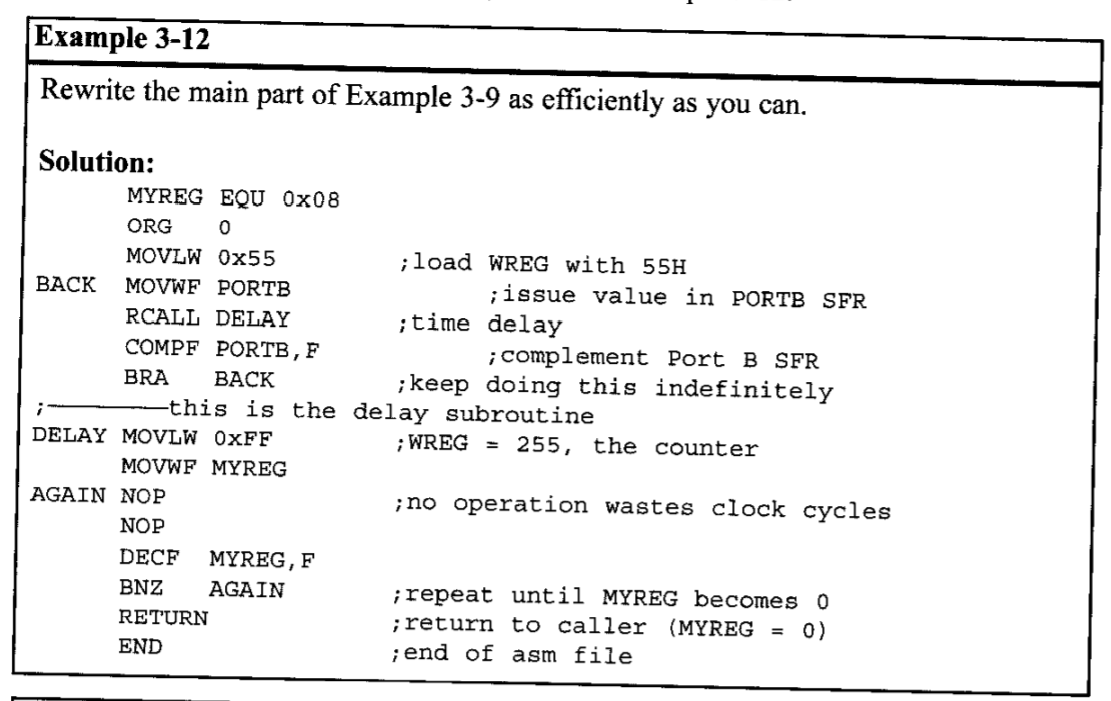 Example 3-12
Rewrite the main part of Example 3-9 as efficiently as you can.
Solution:
MYREG EQU 0x08
ORG 0
MOVLW 0x55 ;load WREG with 55H
BACK MOVWF PORTB ;issue value in PORTB SFR
RCALL DELAY ;time delay
COMPF PORTB,F ;complement Port B SFR
BRA BACK ;keep doing this indefinitely
;————this is the delay subroutine
DELAY MOVLW 0xFF ;WREG = 255, the counter
MOVWF MYREG
AGAIN NOP ;no operation wastes clock cycles
NOP
DECF MYREG,F
BNZ AGAIN ;repeat until MYREG becomes 0
RETURN ;return to caller (MYREG = 0)
END ;end of asm file